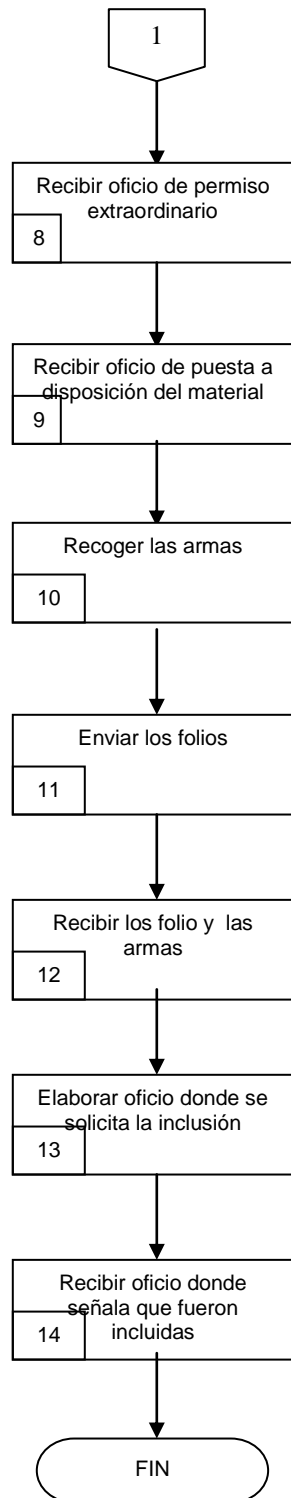 1
Recibir oficio de permiso
extraordinario
8
Recibir oficio de puesta a
disposición del material
9
Recoger las armas
10
Enviar los folios
11
Recibir los folio y las
armas
12
Elaborar oficio donde se
solicita la inclusión
13
Recibir oficio donde
señala que fueron
incluidas
14
FIN